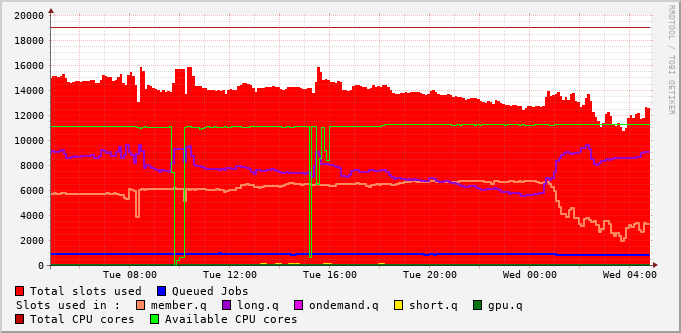 RRDTOOL / TOBI OETIKER
20000
18000
16000
14000
12000
10000
8000
6000
4000
2000
0
Tue 08:00 Tue 12:00 Tue 16:00 Tue 20:00 Wed 00:00 Wed 04:00
Total slots used Queued Jobs
Slots used in : member.q long.q ondemand.q short.q gpu.q
Total CPU cores Available CPU cores